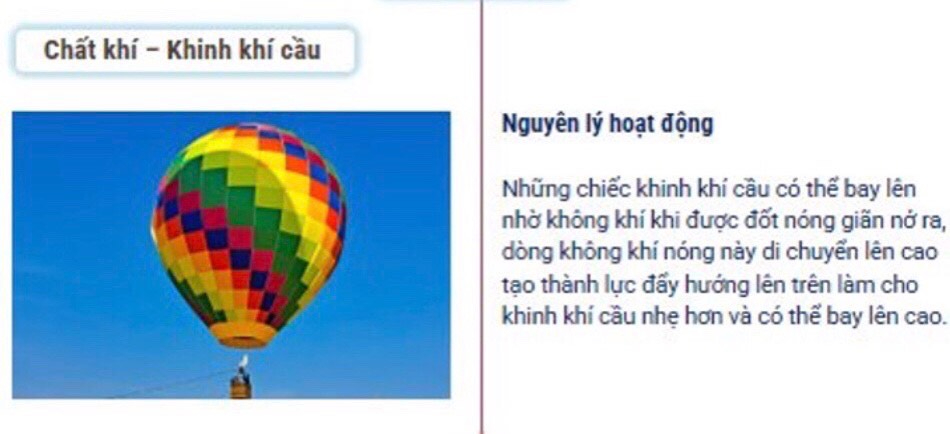 Chất khí – Khinh khí cầu
Nguyên lý hoạt động
Những chiếc khinh khí cầu có thể bay lên
nhờ không khí khi được đốt nóng giãn nở ra,
dòng không khí nóng này di chuyển lên cao
tạo thành lực đẩy hướng lên trên làm cho
khinh khí cầu nhẹ hơn và có thể bay lên cao.